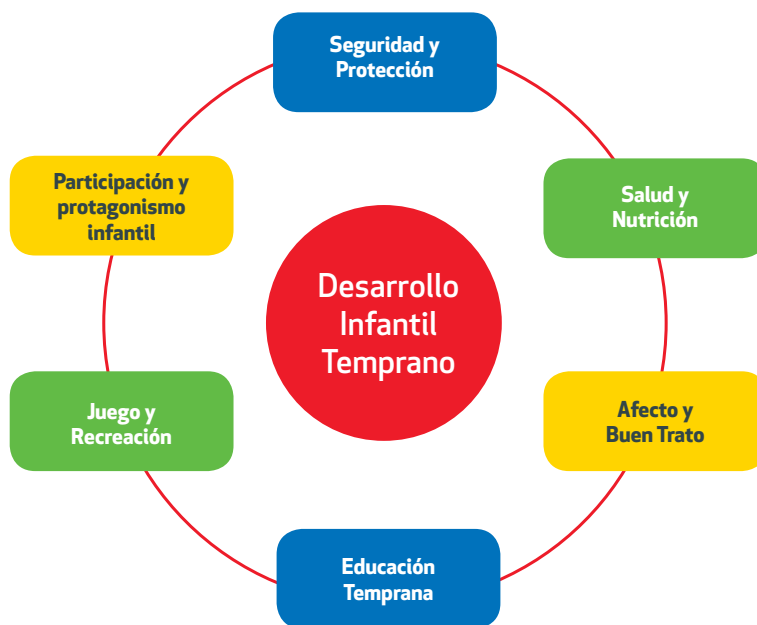 Seguridad y
Protección
Participación y
protagonismo
infantil
Salud y
Nutrición
Desarrollo
Infantil
Temprano
Juego y
Recreación
Afecto y
Buen Trato
Educación
Temprana